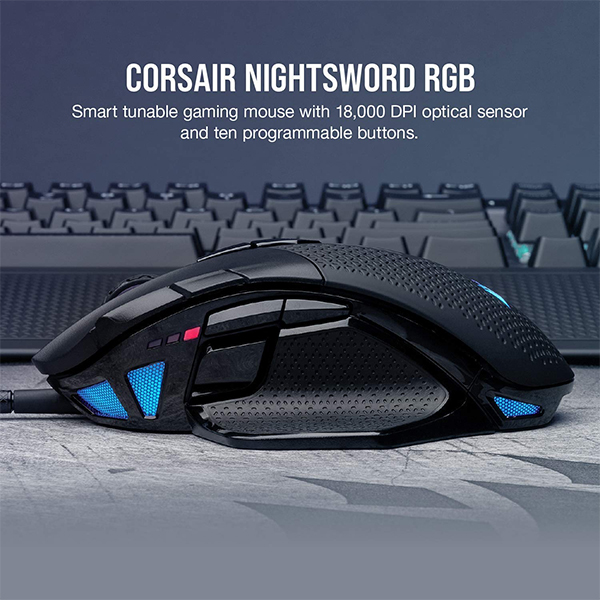 CORSAIR NIGHTSWORD RGB
Smart tunable gaming mouse with 18,000 DPI optical sensor
and ten programmable buttons.